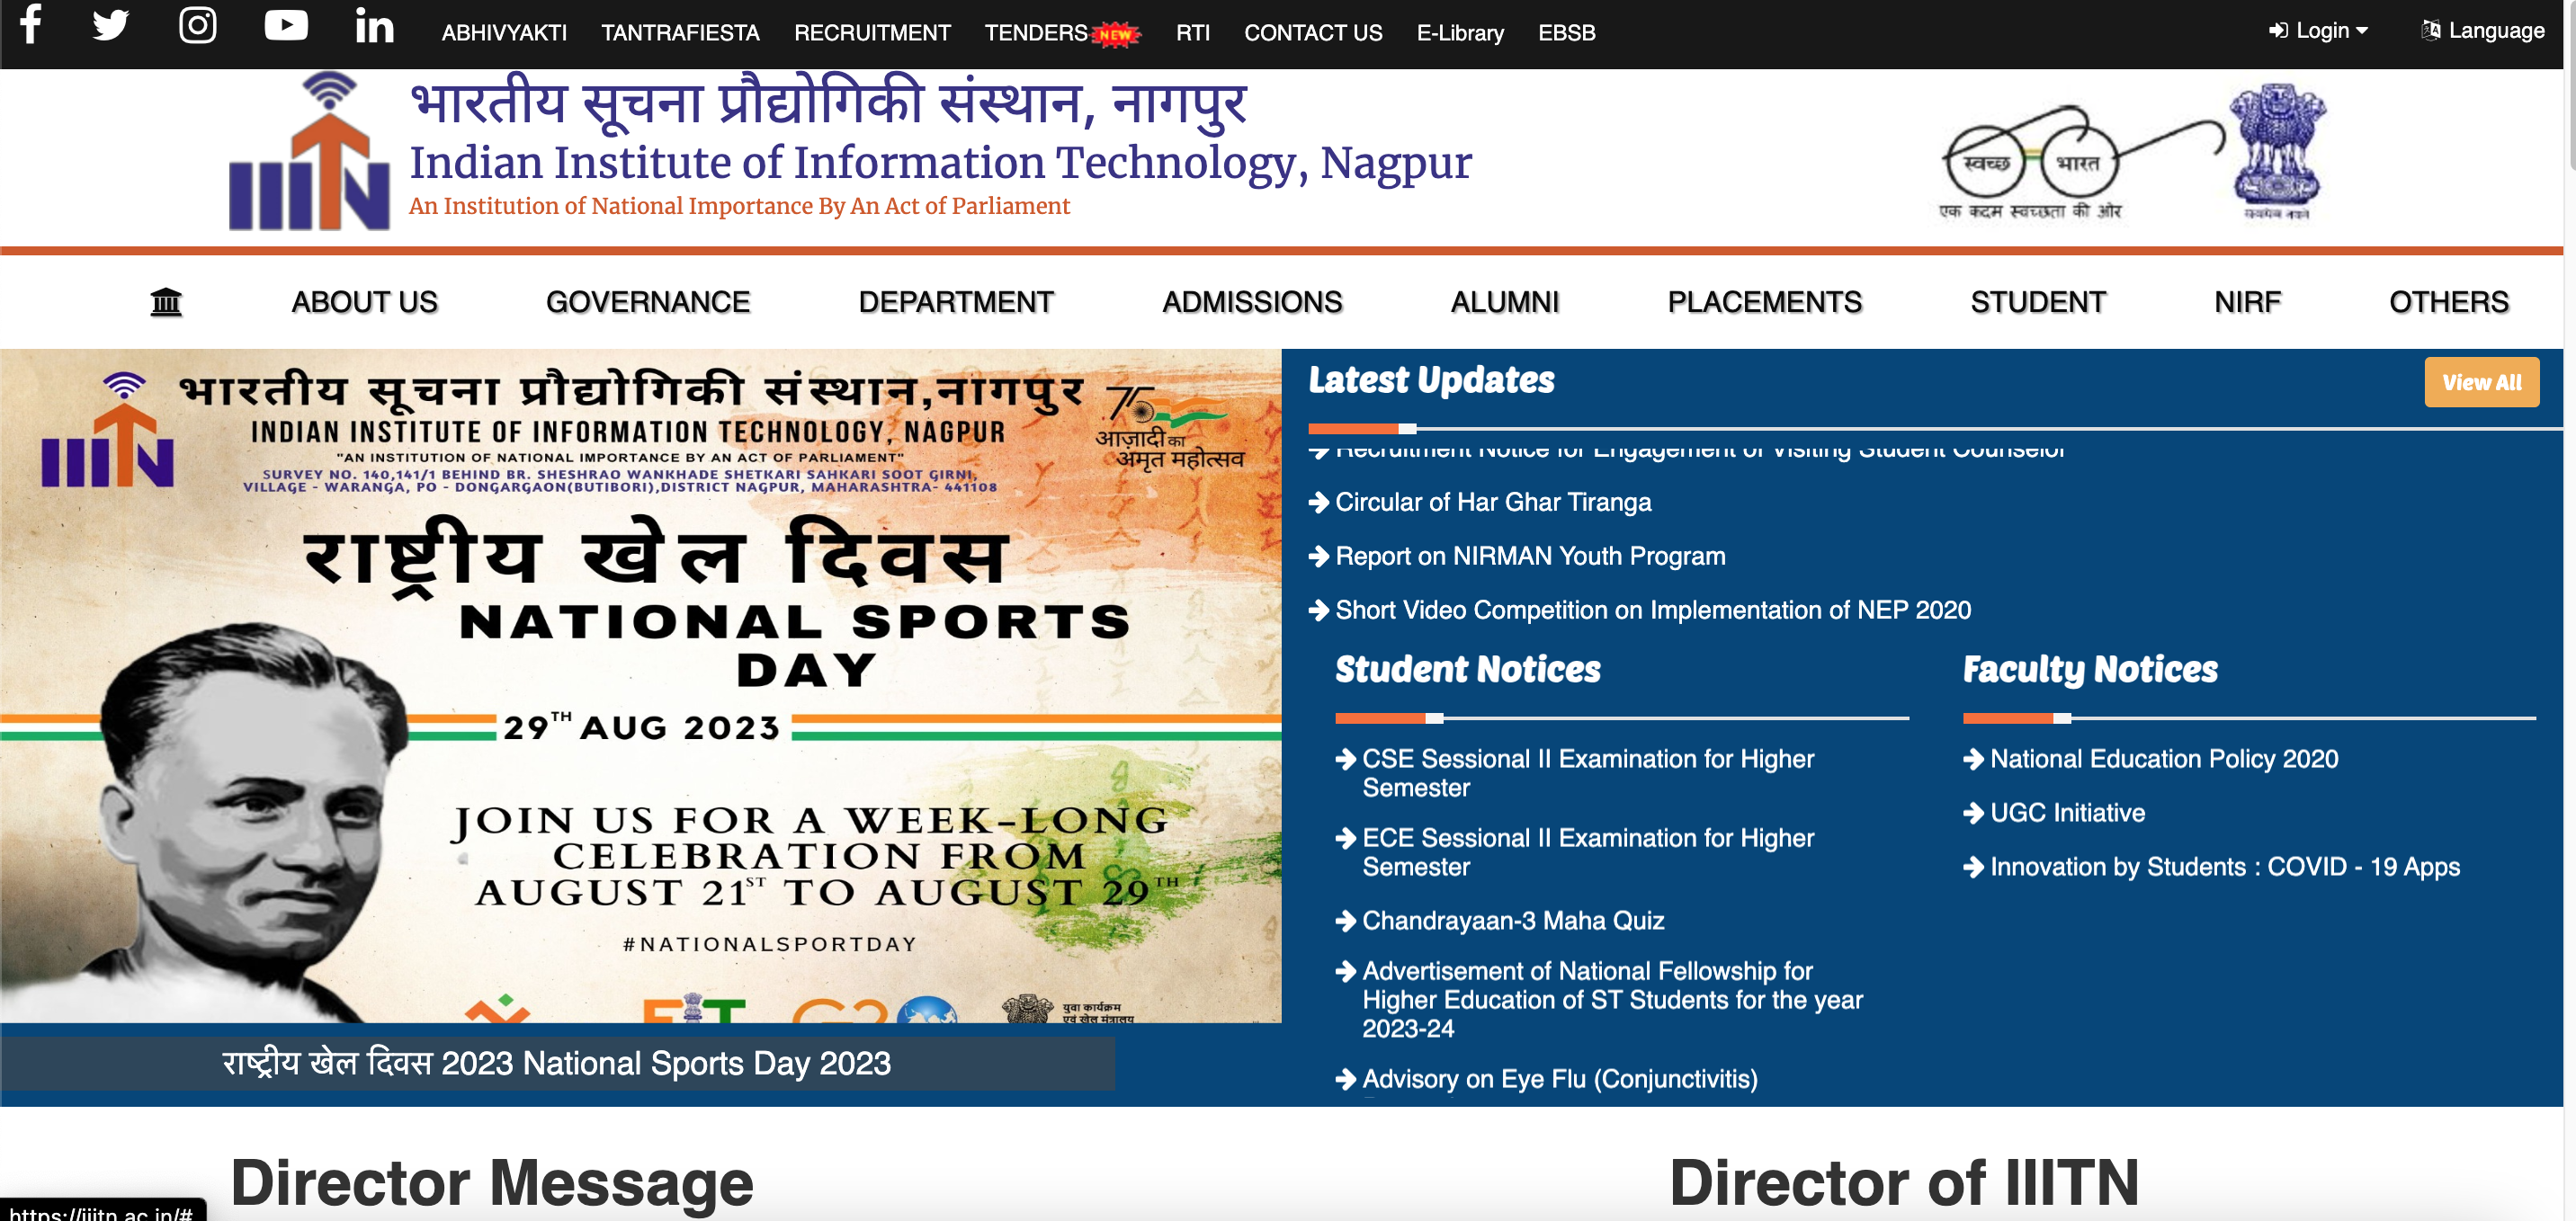 ABHIVYAKTI TANTRAFIESTA RECRUITMENT TENDERS NEW RTI CONTACT US E-Library EBSB Login Language
IIITN
भारतीय सूचना प्रौद्योगिकी संस्थान, नागपुर
Indian Institute of Information Technology, Nagpur
An Institution of National Importance By An Act of Parliament
स्वच्छ भारत
एक कदम स्वच्छता की ओर
सत्यमेव जयते
ABOUT US GOVERNANCE DEPARTMENT ADMISSIONS ALUMNI PLACEMENTS STUDENT NIRF OTHERS
IIITN
भारतीय सूचना प्रौद्योगिकी संस्थान,नागपुर
INDIAN INSTITUTE OF INFORMATION TECHNOLOGY, NAGPUR
"AN INSTITUTION OF NATIONAL IMPORTANCE BY AN ACT OF PARLIAMENT"
SURVEY NO. 140,141/1 BEHIND BR. SHESHRAO WANKHADE SHETKARI SAHKARI SOOT GIRNI,
VILLAGE - WARANGA, PO - DONGARGAON(BUTIBORI),DISTRICT NAGPUR, MAHARASHTRA- 441108
75
आज़ादी का
अमृत महोत्सव
राष्ट्रीय खेल दिवस
NATIONAL SPORTS
DAY
29TH AUG 2023
JOIN US FOR A WEEK-LONG
CELEBRATION FROM
AUGUST 21ST TO AUGUST 29TH
#NATIONALSPORTDAY
FIT G20
युवा कार्यक्रम
एवं खेल मंत्रालय
राष्ट्रीय खेल दिवस 2023 National Sports Day 2023
Latest Updates
View All
Recruitment Notice for Engagement of Visiting Student Counselor
Circular of Har Ghar Tiranga
Report on NIRMAN Youth Program
Short Video Competition on Implementation of NEP 2020
Student Notices
CSE Sessional II Examination for Higher
Semester
ECE Sessional II Examination for Higher
Semester
Chandrayaan-3 Maha Quiz
Advertisement of National Fellowship for
Higher Education of ST Students for the year
2023-24
Advisory on Eye Flu (Conjunctivitis)
Faculty Notices
National Education Policy 2020
UGC Initiative
Innovation by Students : COVID - 19 Apps
Director Message
Director of IIITN
https://iiitn.ac.in/#